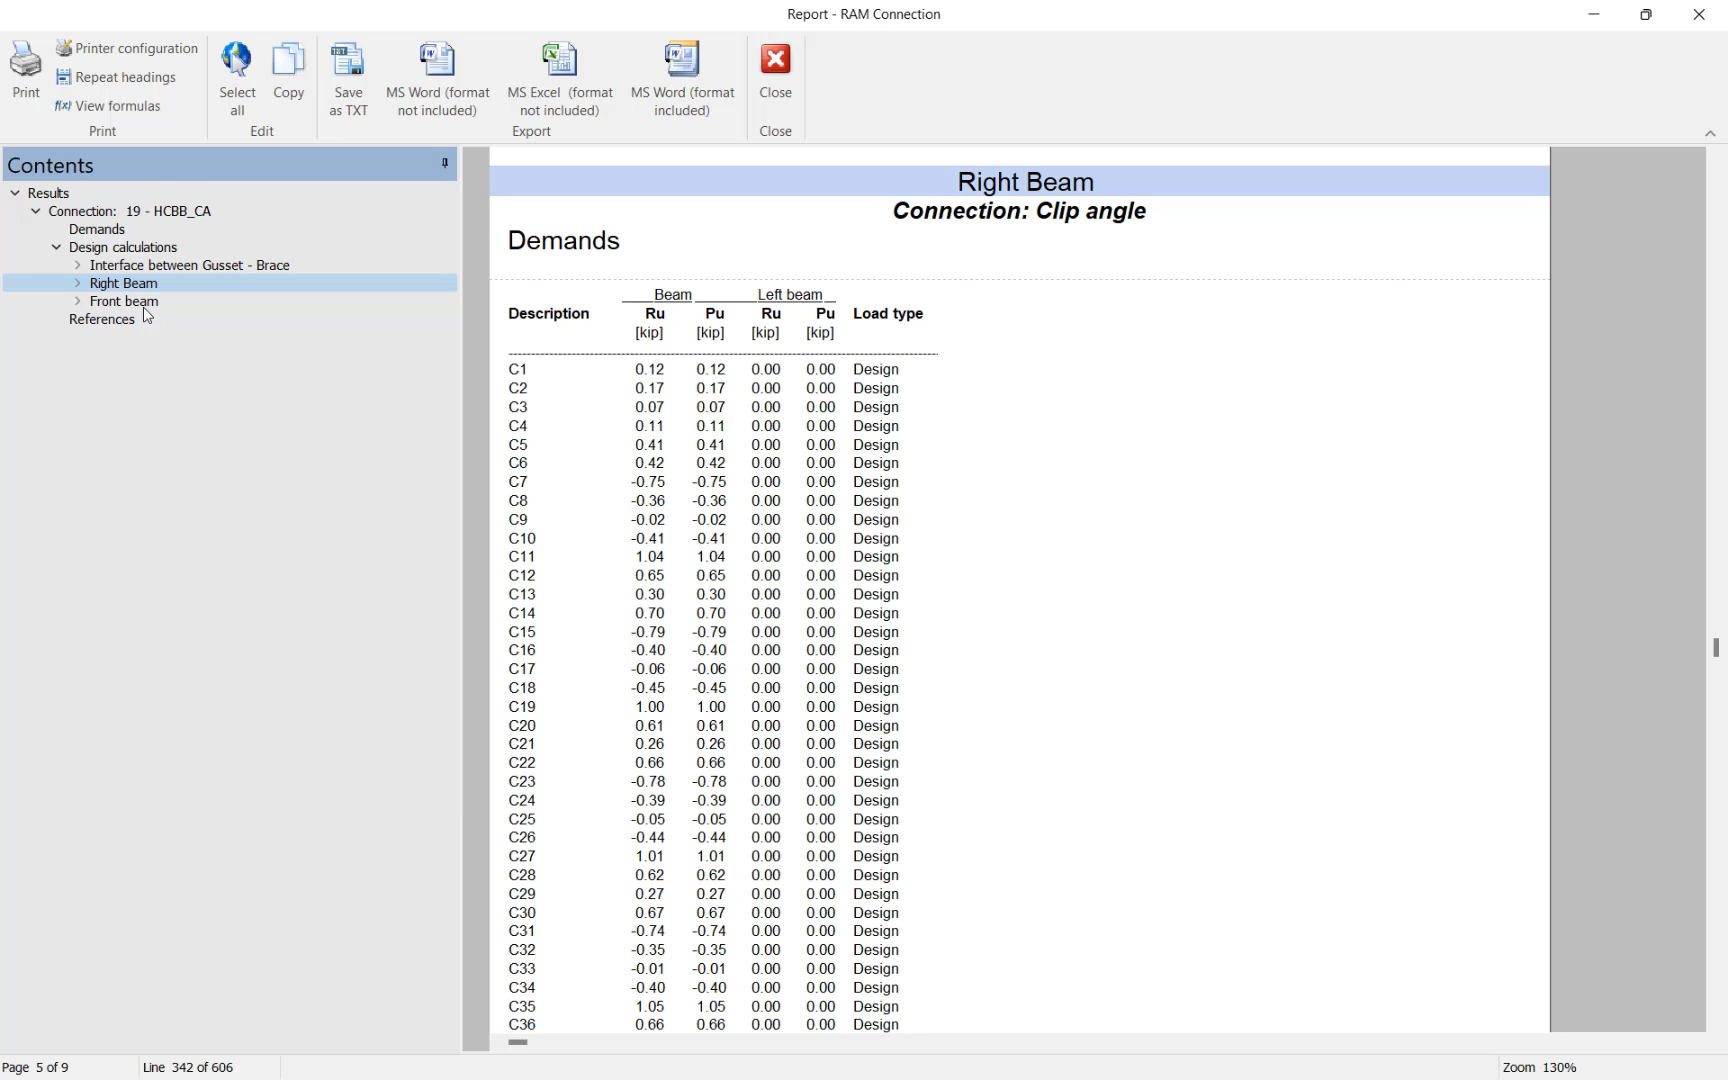 Report - RAM Connection
Print
Printer configuration
Repeat headings
f(x) View formulas
Print
Select all
Copy
Edit
Save as TXT
MS Word (format not included)
MS Excel (format not included)
MS Word (format included)
Export
Close
Close
Contents
Results
Connection: 19 - HCBB_CA
Demands
Design calculations
Interface between Gusset - Brace
Right Beam
Front beam
References
Right Beam
Connection: Clip angle
Demands
Beam Left beam
Description Ru Pu Ru Pu Load type
[kip] [kip] [kip] [kip]
C1 0.12 0.12 0.00 0.00 Design
C2 0.17 0.17 0.00 0.00 Design
C3 0.07 0.07 0.00 0.00 Design
C4 0.11 0.11 0.00 0.00 Design
C5 0.41 0.41 0.00 0.00 Design
C6 0.42 0.42 0.00 0.00 Design
C7 -0.75 -0.75 0.00 0.00 Design
C8 -0.36 -0.36 0.00 0.00 Design
C9 -0.02 -0.02 0.00 0.00 Design
C10 -0.41 -0.41 0.00 0.00 Design
C11 1.04 1.04 0.00 0.00 Design
C12 0.65 0.65 0.00 0.00 Design
C13 0.30 0.30 0.00 0.00 Design
C14 0.70 0.70 0.00 0.00 Design
C15 -0.79 -0.79 0.00 0.00 Design
C16 -0.40 -0.40 0.00 0.00 Design
C17 -0.06 -0.06 0.00 0.00 Design
C18 -0.45 -0.45 0.00 0.00 Design
C19 1.00 1.00 0.00 0.00 Design
C20 0.61 0.61 0.00 0.00 Design
C21 0.26 0.26 0.00 0.00 Design
C22 0.66 0.66 0.00 0.00 Design
C23 -0.78 -0.78 0.00 0.00 Design
C24 -0.39 -0.39 0.00 0.00 Design
C25 -0.05 -0.05 0.00 0.00 Design
C26 -0.44 -0.44 0.00 0.00 Design
C27 1.01 1.01 0.00 0.00 Design
C28 0.62 0.62 0.00 0.00 Design
C29 0.27 0.27 0.00 0.00 Design
C30 0.67 0.67 0.00 0.00 Design
C31 -0.74 -0.74 0.00 0.00 Design
C32 -0.35 -0.35 0.00 0.00 Design
C33 -0.01 -0.01 0.00 0.00 Design
C34 -0.40 -0.40 0.00 0.00 Design
C35 1.05 1.05 0.00 0.00 Design
C36 0.66 0.66 0.00 0.00 Design
Page 5 of 9
Line 342 of 606
Zoom 130%